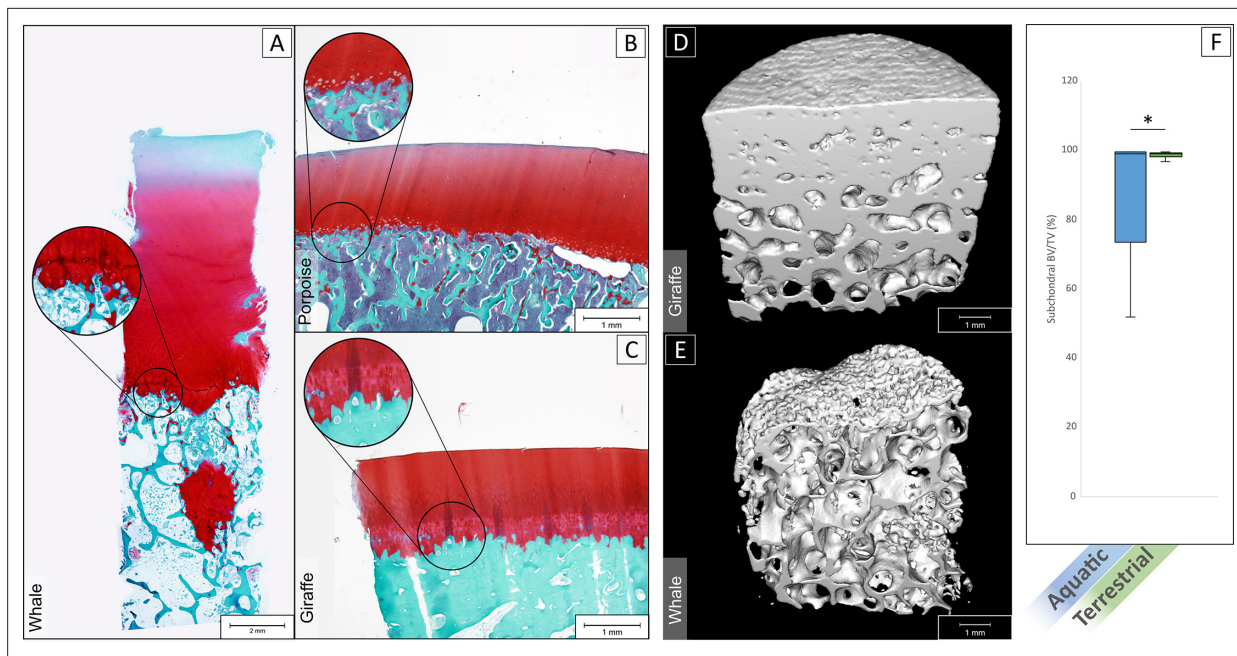 A
Whale
2 mm
B
Porpoise
1 mm
C
Giraffe
1 mm
D
Giraffe
1 mm
E
Whale
1 mm
F
Subchondral BV/TV (%)
120
100
80
60
40
20
0
*
Aquatic
Terrestrial